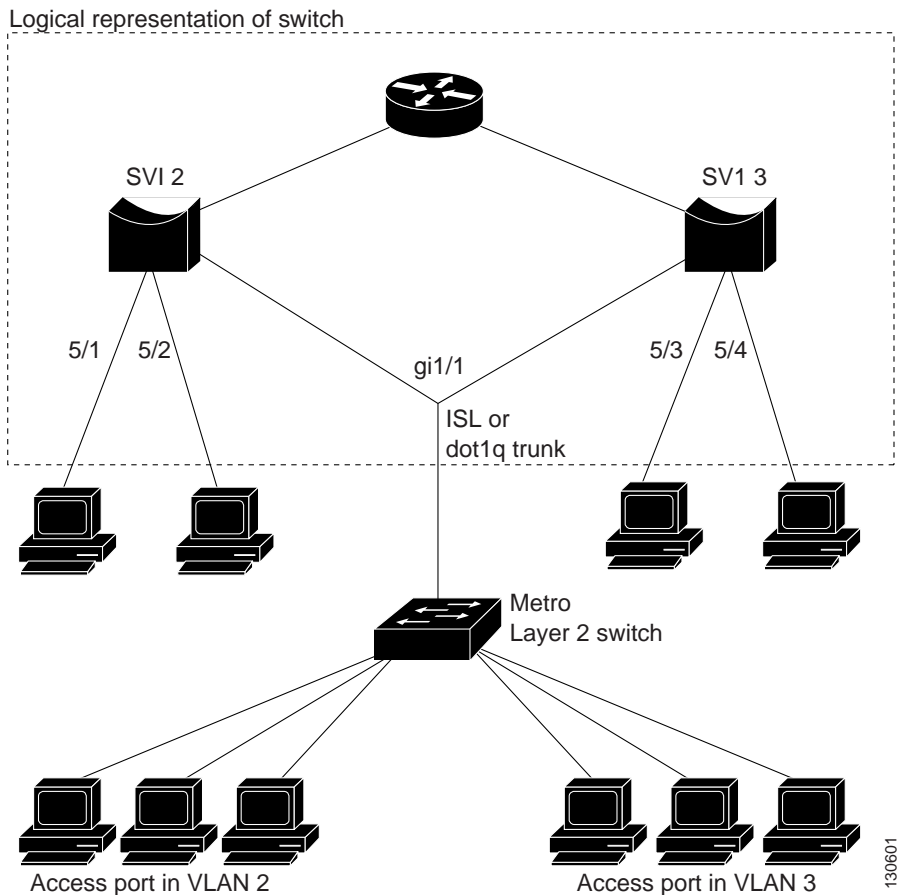 Logical representation of switch
SVI 2
SV1 3
5/1
5/2
gi1/1
5/3
5/4
ISL or
dot1q trunk
Metro
Layer 2 switch
Access port in VLAN 2
Access port in VLAN 3
130601